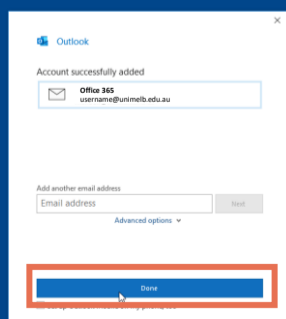 Outlook
Account successfully added
Office 365
username@unimelb.edu.au
Add another email address
Email address
Next
Advanced options
Done